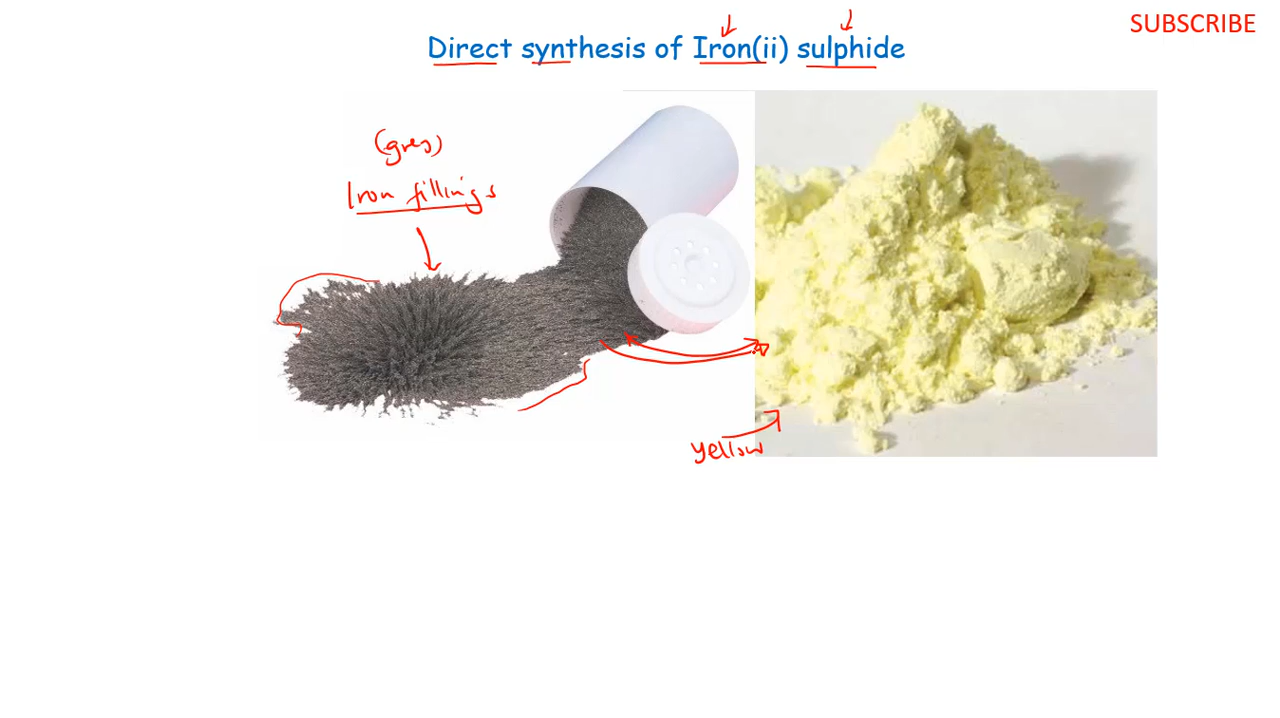 SUBSCRIBE
Direct synthesis of Iron(ii) sulphide
(grey)
Iron fillings
yellow